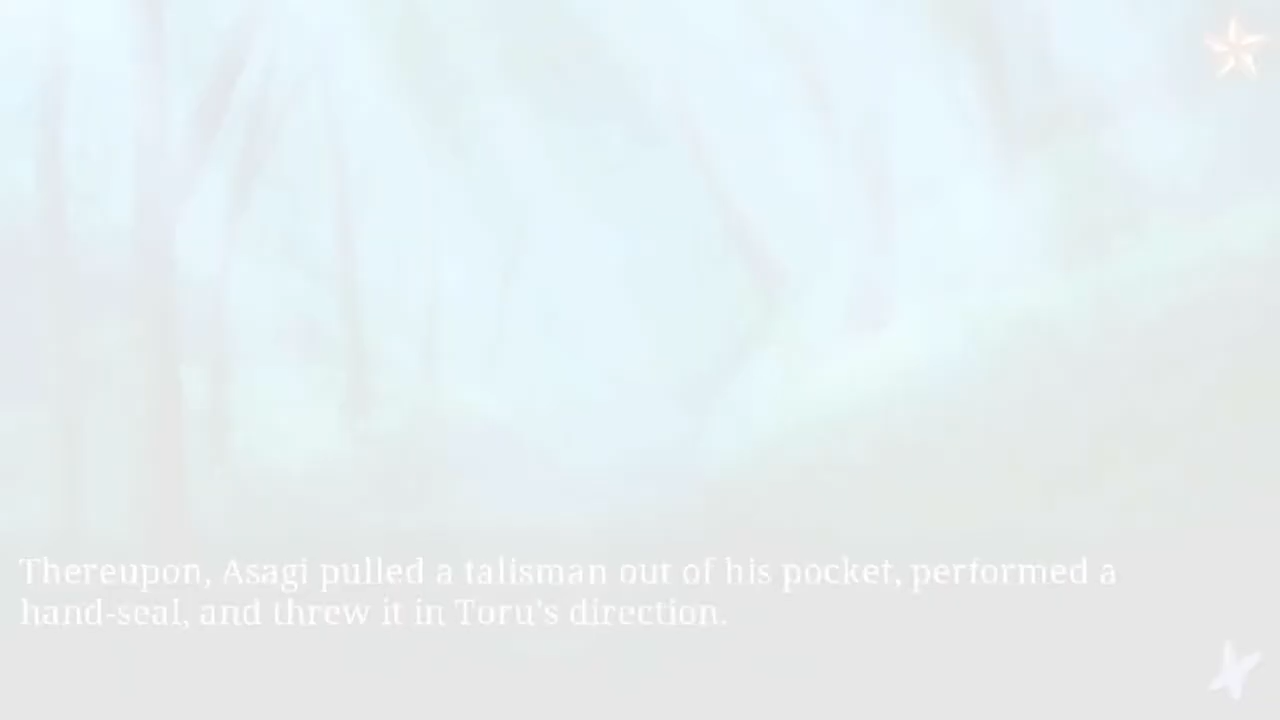 Thereupon, Asagi pulled a talisman out of his pocket, performed a
hand-seal, and threw it in Toru's direction.